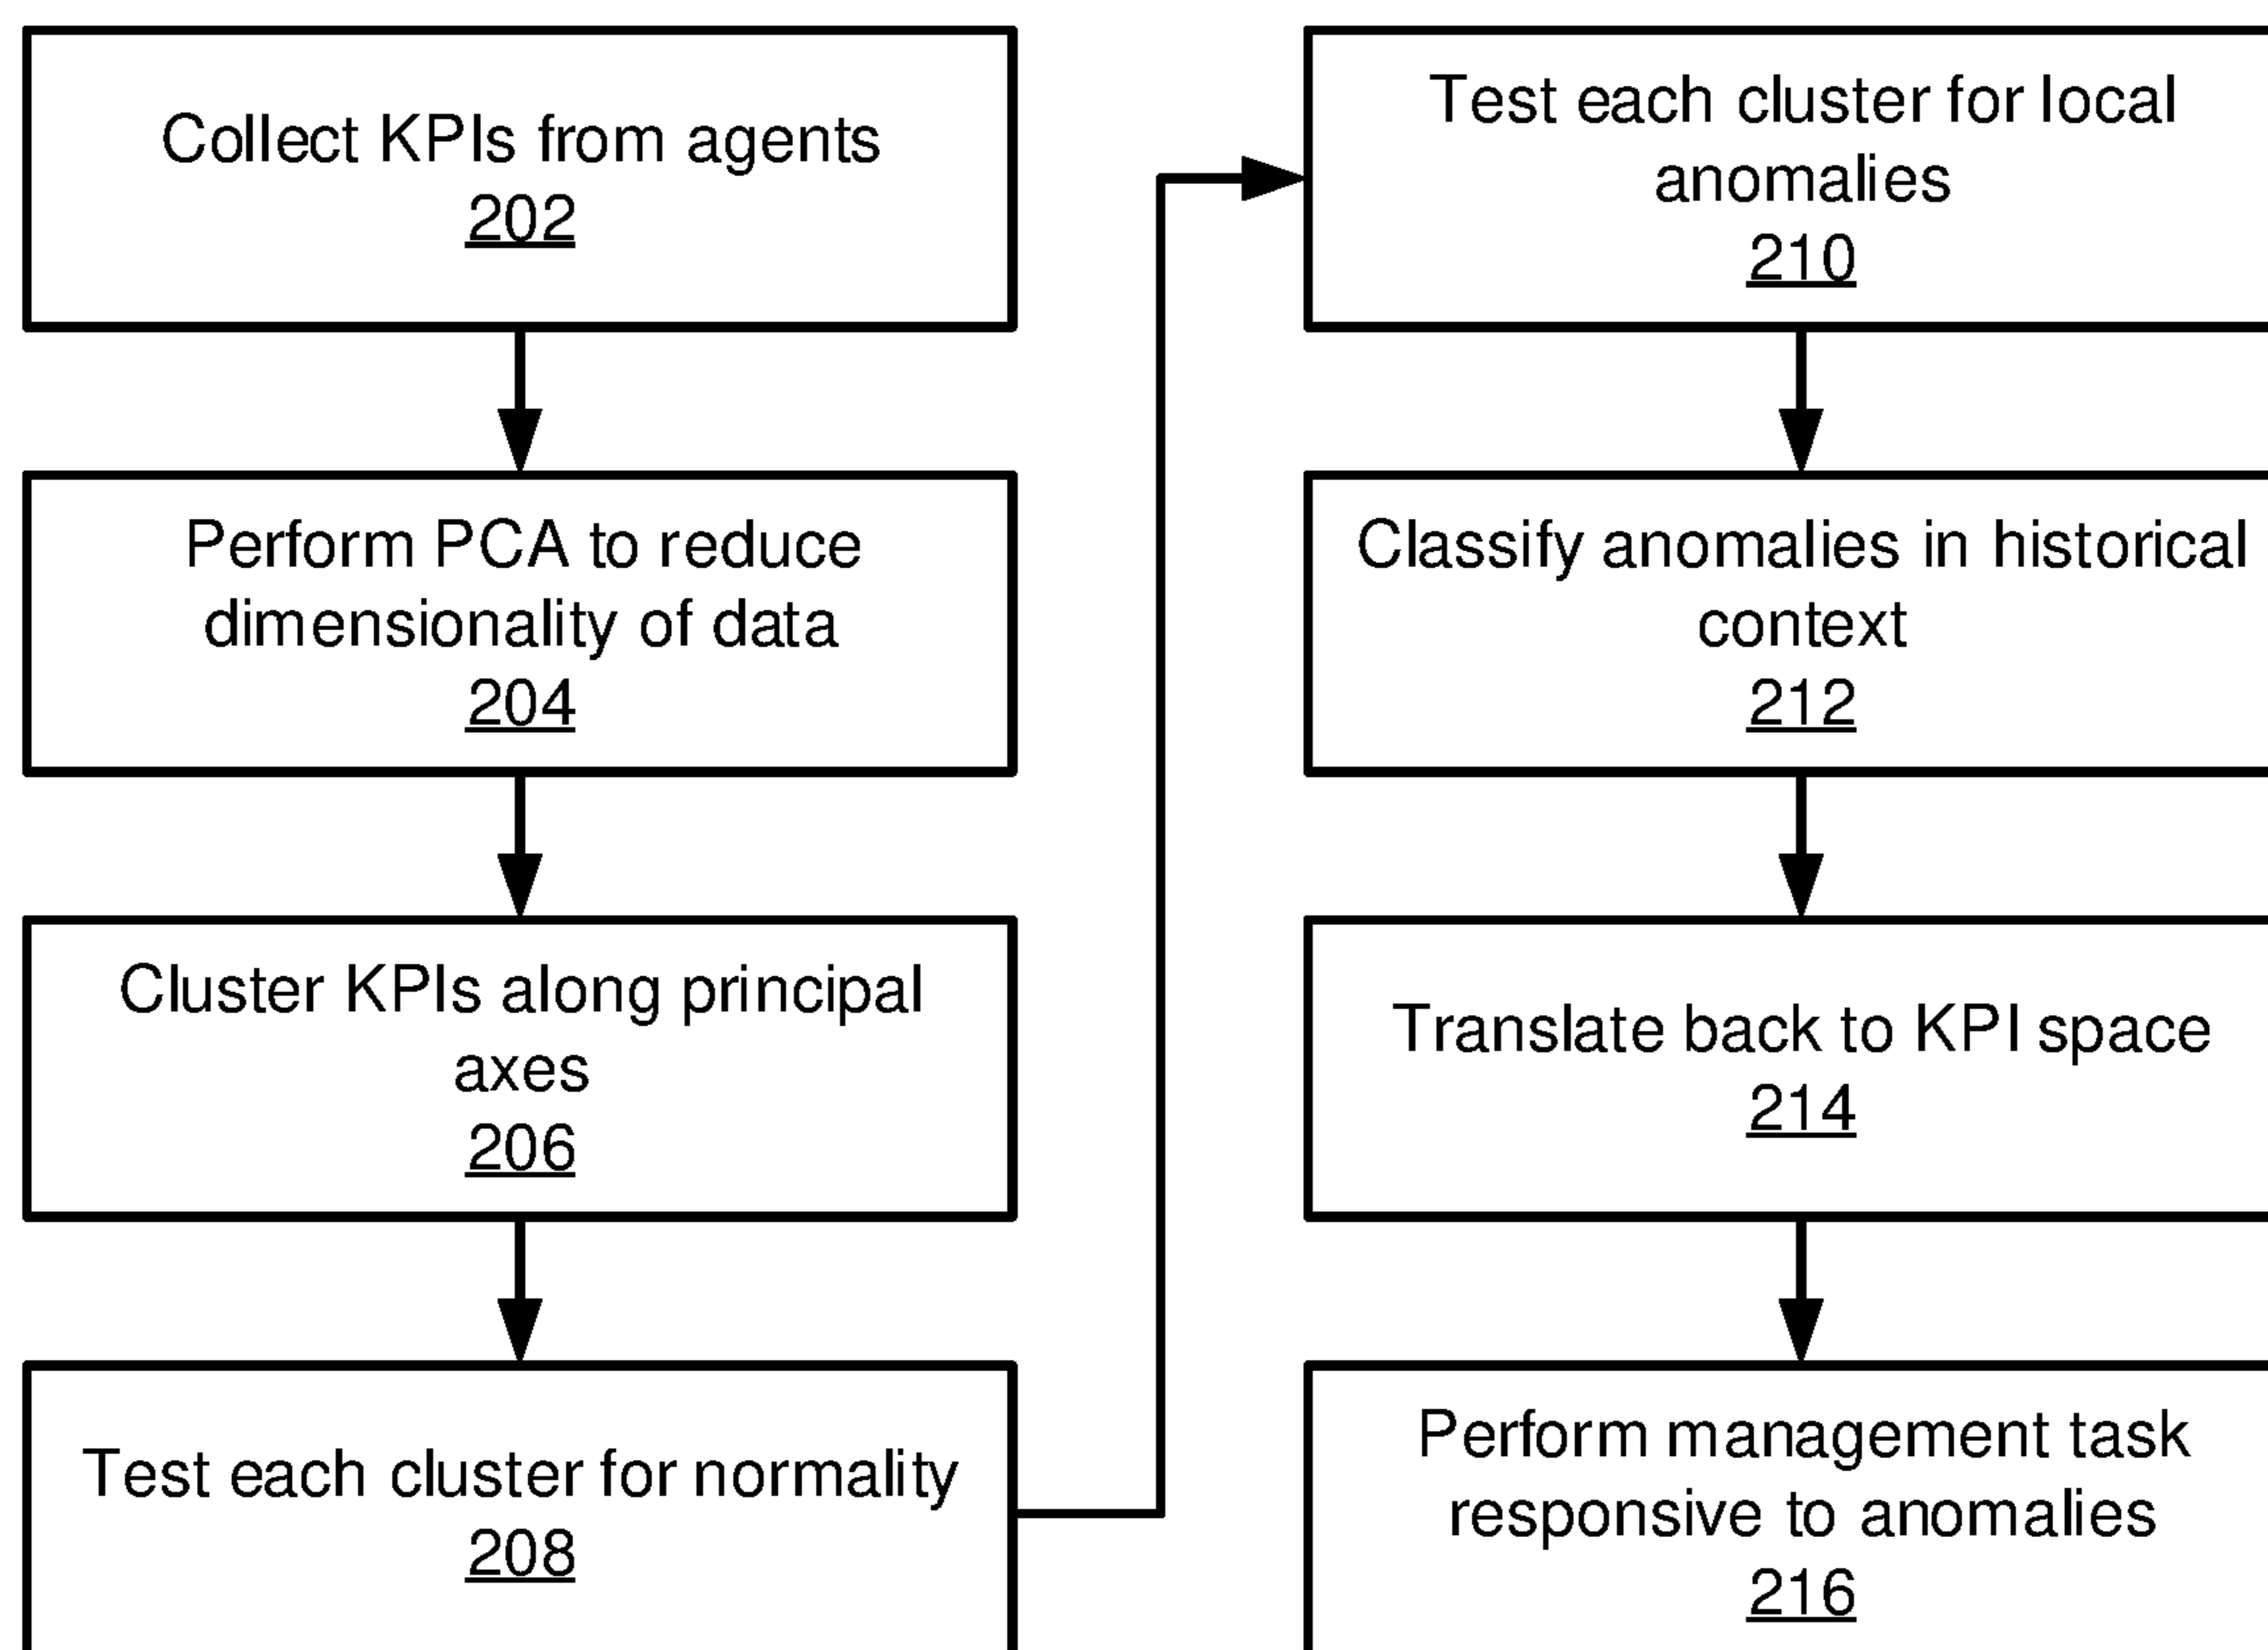 Collect KPIs from agents
202
Perform PCA to reduce
dimensionality of data
204
Cluster KPIs along principal
axes
206
Test each cluster for normality
208
Test each cluster for local
anomalies
210
Classify anomalies in historical
context
212
Translate back to KPI space
214
Perform management task
responsive to anomalies
216